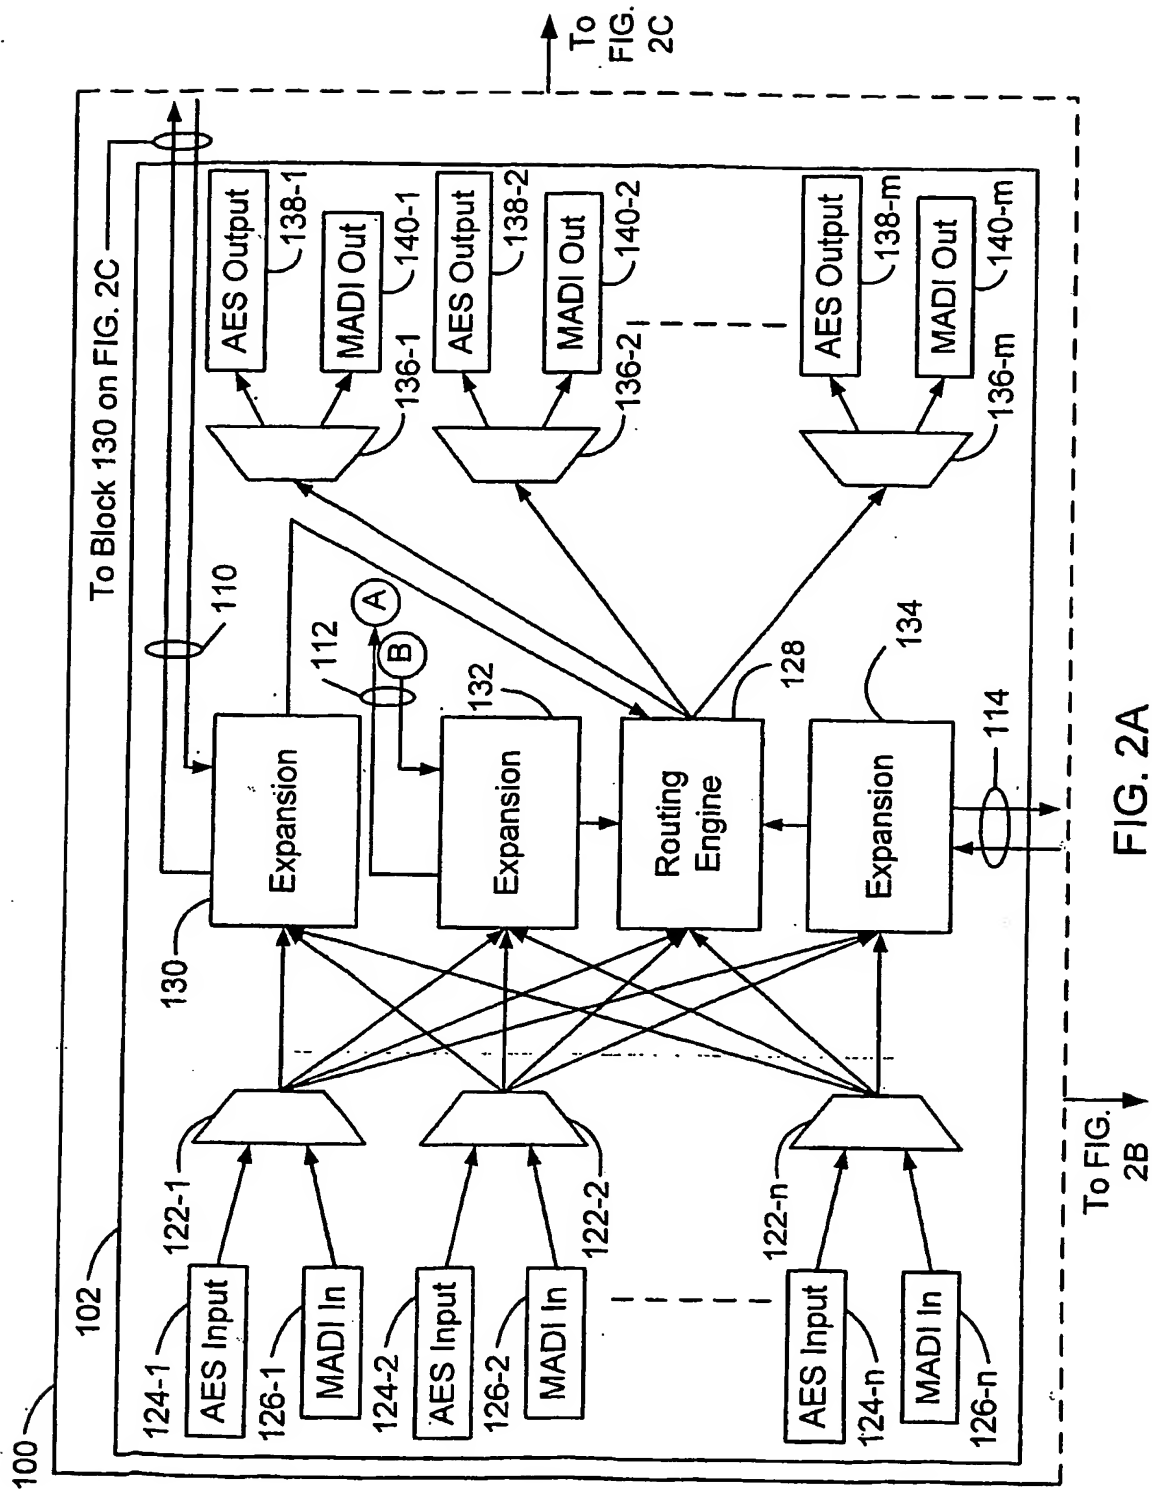 100
102
To Block 130 on FIG. 2C
110
To
FIG.
2C
124-1
AES Input
122-1
130
Expansion
AES Output
138-1
126-1
MADI In
112
A
B
136-1
MADI Out
140-1
124-2
AES Input
122-2
132
Expansion
AES Output
138-2
126-2
MADI In
136-2
MADI Out
140-2
128
Routing
Engine
124-n
AES Input
122-n
134
Expansion
AES Output
138-m
126-n
MADI In
136-m
MADI Out
140-m
114
To FIG.
2B
FIG. 2A